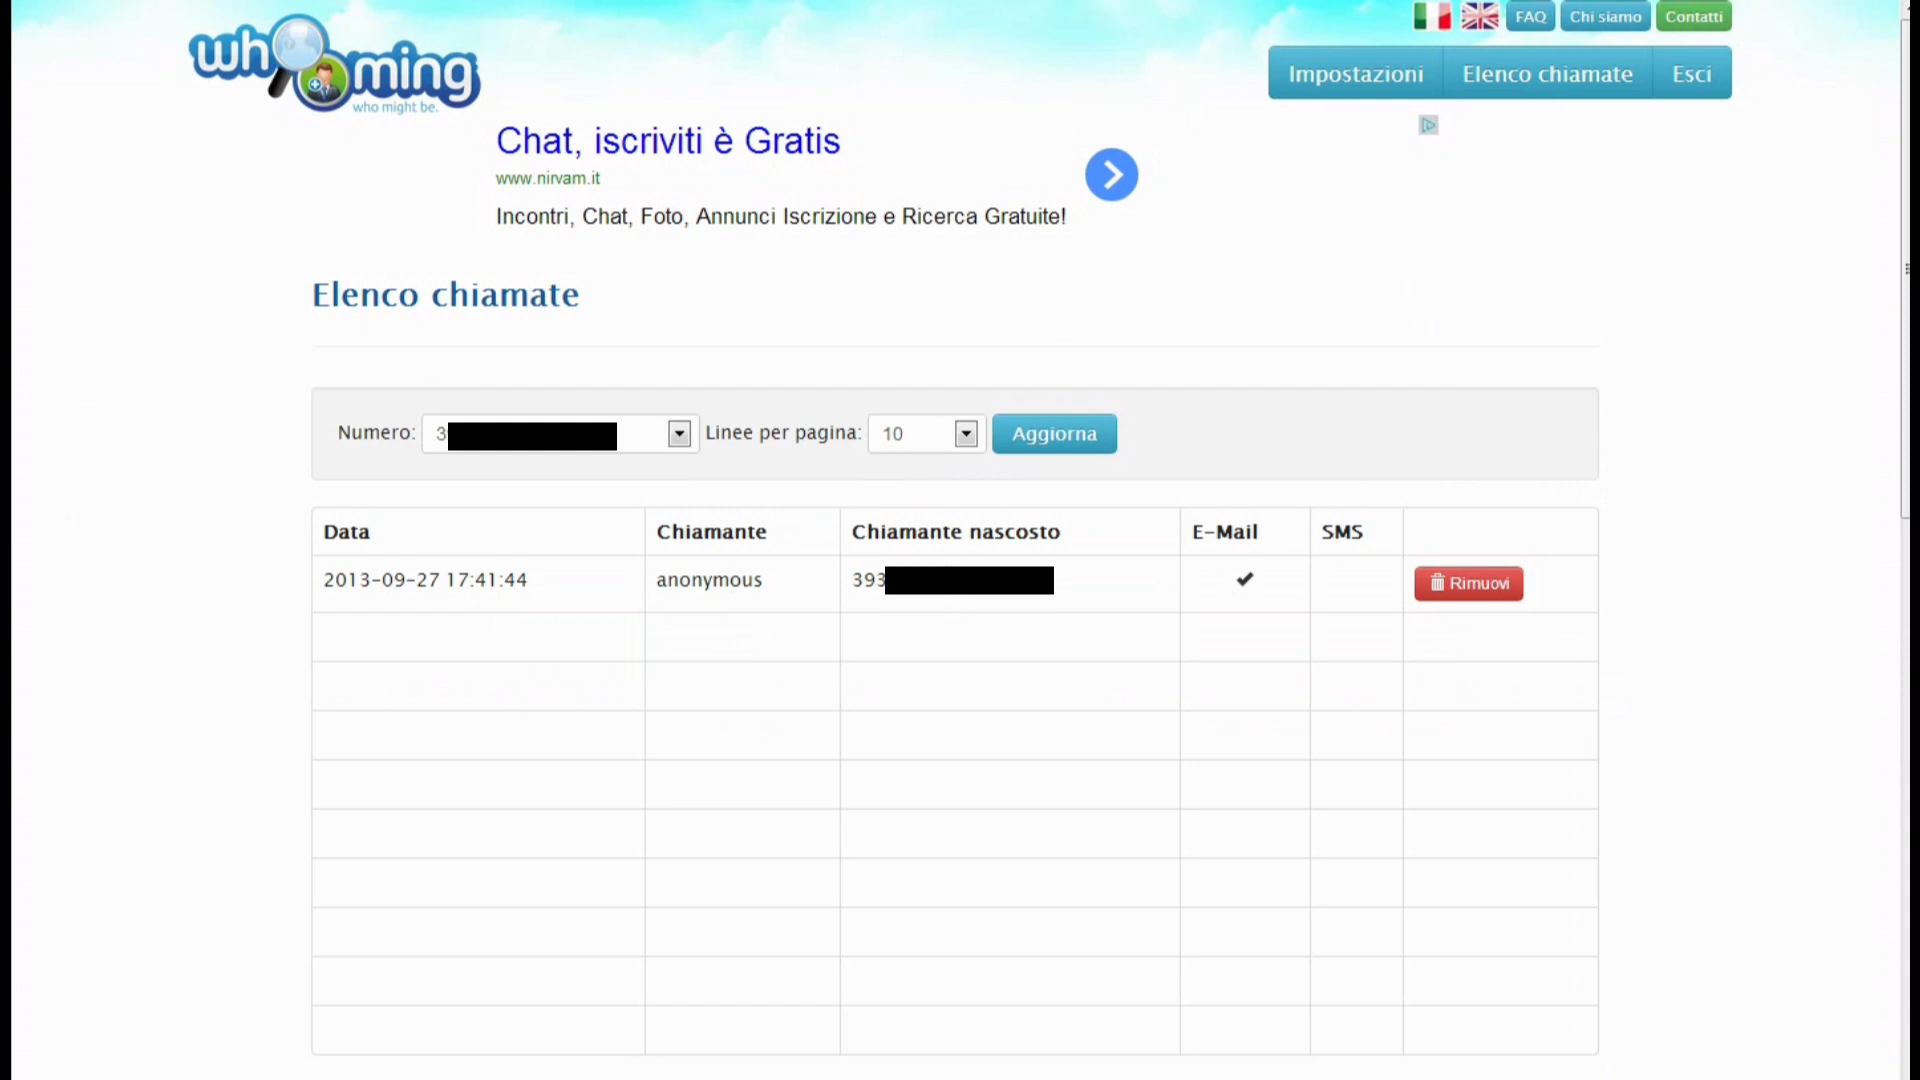 whooming
who might be.
FAQ Chi siamo Contatti
Impostazioni Elenco chiamate Esci
Chat, iscriviti è Gratis
www.nirvam.it
Incontri, Chat, Foto, Annunci Iscrizione e Ricerca Gratuite!
Elenco chiamate
Numero: 3 Linee per pagina: 10 Aggiorna
Data Chiamante Chiamante nascosto E-Mail SMS
2013-09-27 17:41:44 anonymous 393 Rimuovi